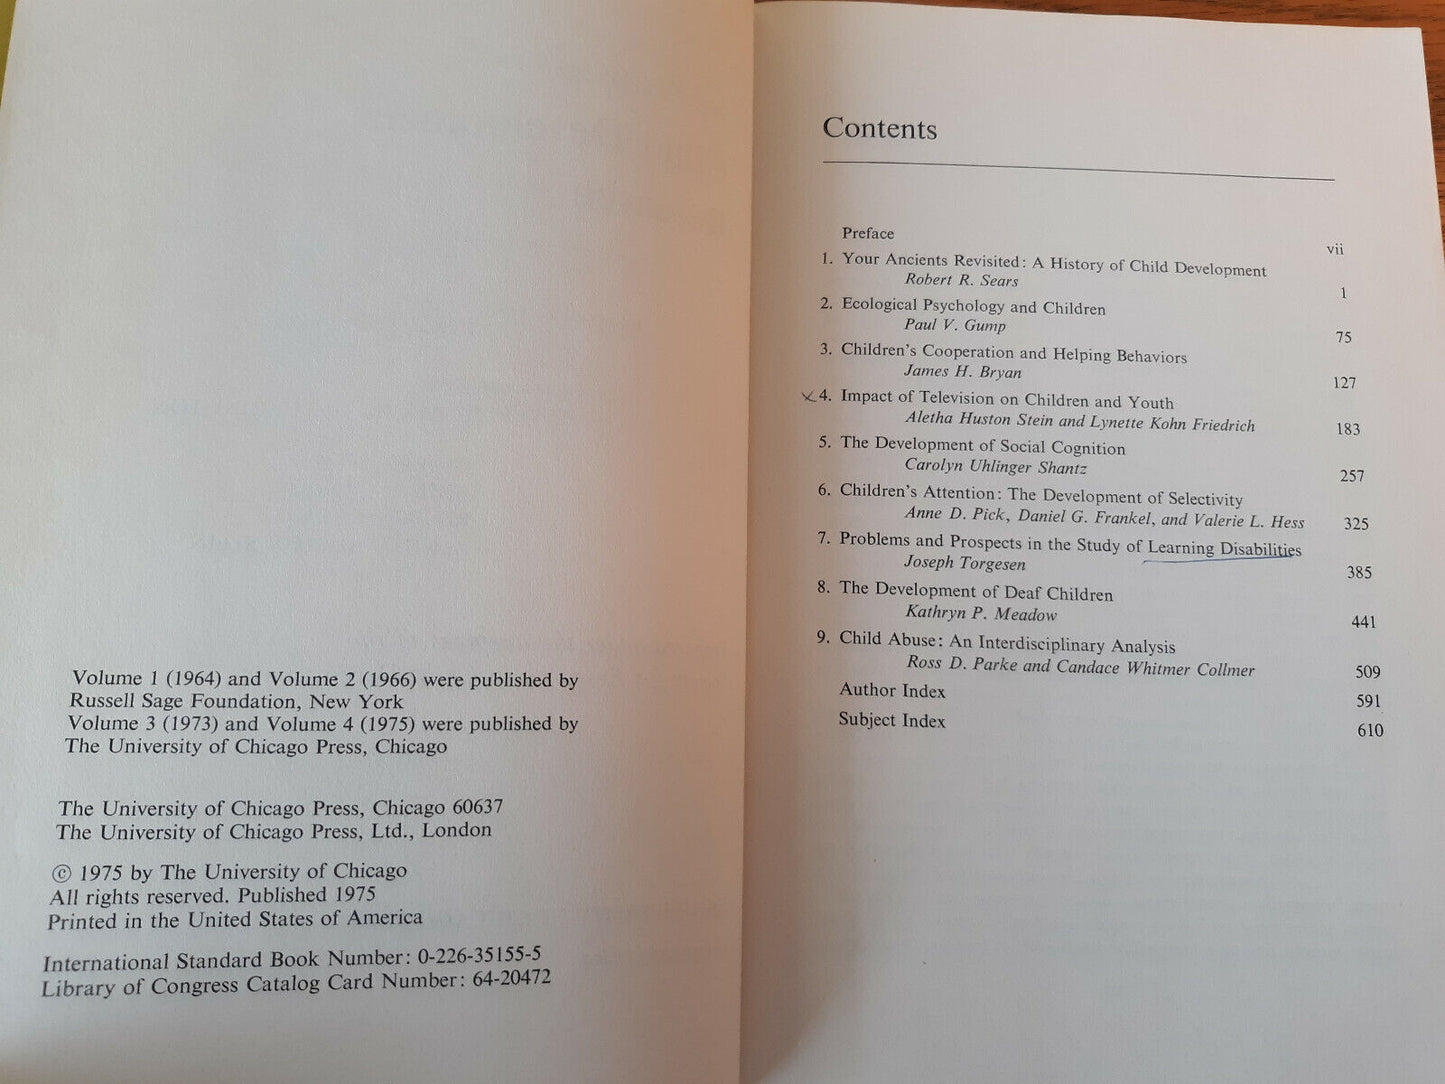 Volume 1 (1964) and Volume 2 (1966) were published by
Russell Sage Foundation, New York
Volume 3 (1973) and Volume 4 (1975) were published by
The University of Chicago Press, Chicago
The University of Chicago Press, Chicago 60637
The University of Chicago Press, Ltd., London
© 1975 by The University of Chicago
All rights reserved. Published 1975
Printed in the United States of America
International Standard Book Number: 0-226-35155-5
Library of Congress Catalog Card Number: 64-20472
Contents
Preface vii
1. Your Ancients Revisited: A History of Child Development
Robert R. Sears 1
2. Ecological Psychology and Children
Paul V. Gump 75
3. Children's Cooperation and Helping Behaviors
James H. Bryan 127
4. Impact of Television on Children and Youth
Aletha Huston Stein and Lynette Kohn Friedrich 183
5. The Development of Social Cognition
Carolyn Uhlinger Shantz 257
6. Children's Attention: The Development of Selectivity
Anne D. Pick, Daniel G. Frankel, and Valerie L. Hess 325
7. Problems and Prospects in the Study of Learning Disabilities
Joseph Torgesen 385
8. The Development of Deaf Children
Kathryn P. Meadow 441
9. Child Abuse: An Interdisciplinary Analysis
Ross D. Parke and Candace Whitmer Collmer 509
Author Index 591
Subject Index 610